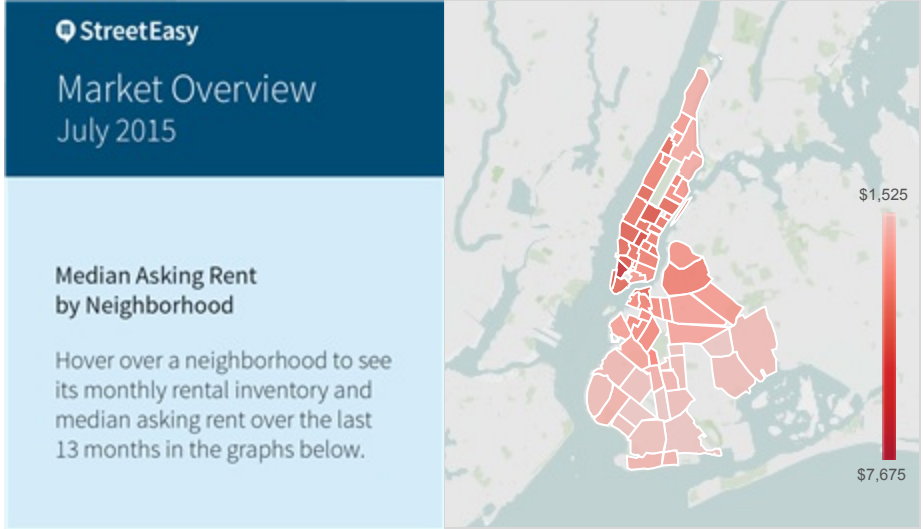 StreetEasy
Market Overview
July 2015
Median Asking Rent
by Neighborhood
Hover over a neighborhood to see
its monthly rental inventory and
median asking rent over the last
13 months in the graphs below.
$1,525
$7,675